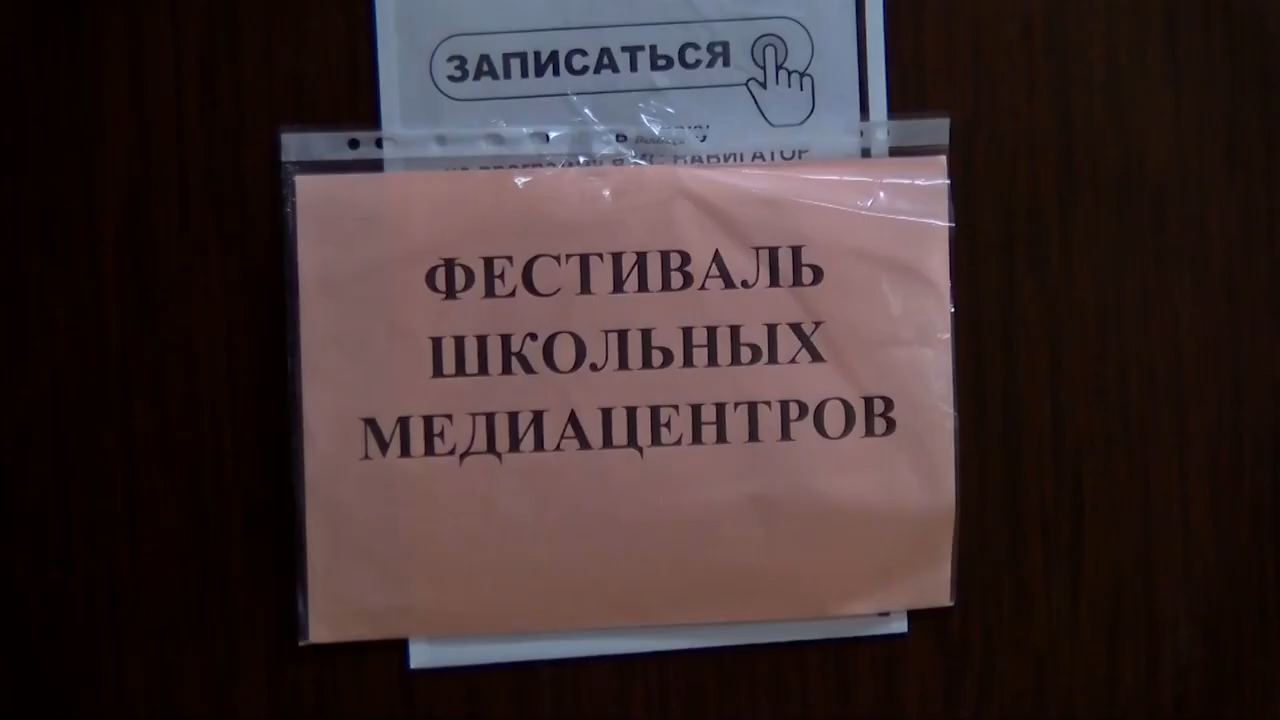 ЗАПИСАТЬСЯ
НАВИГАТОР
ФЕСТИВАЛЬ
ШКОЛЬНЫХ
МЕДИАЦЕНТРОВ